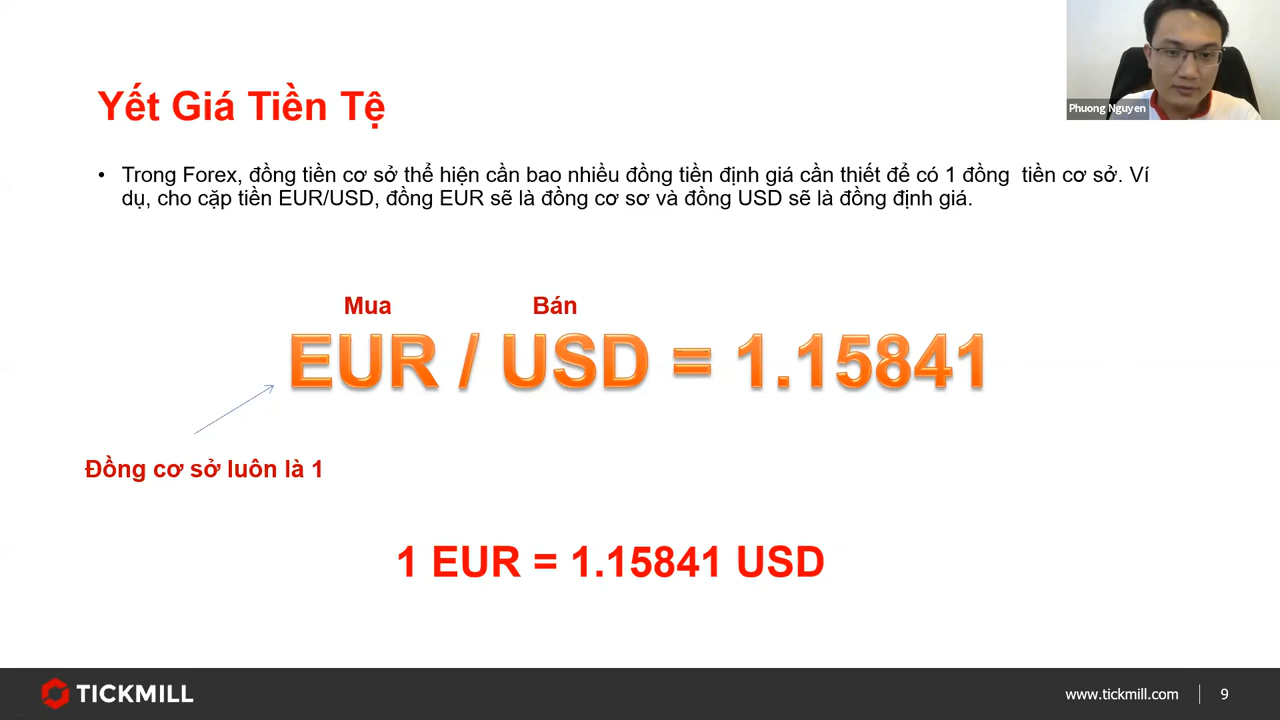 Phuong Nguyen
Yết Giá Tiền Tệ
• Trong Forex, đồng tiền cơ sở thể hiện cần bao nhiều đồng tiền định giá cần thiết để có 1 đồng tiền cơ sở. Ví
dụ, cho cặp tiền EUR/USD, đồng EUR sẽ là đồng cơ sơ và đồng USD sẽ là đồng định giá.
Mua Bán
EUR / USD = 1.15841
Đồng cơ sở luôn là 1
1 EUR = 1.15841 USD
TICKMILL
www.tickmill.com 9